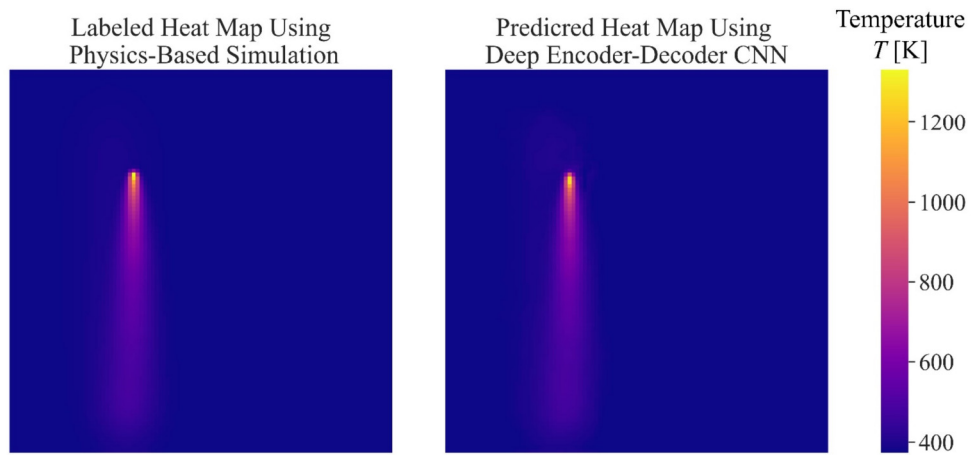 Labeled Heat Map Using
Physics-Based Simulation
Predicred Heat Map Using
Deep Encoder-Decoder CNN
Temperature
T [K]
1200
1000
800
600
400